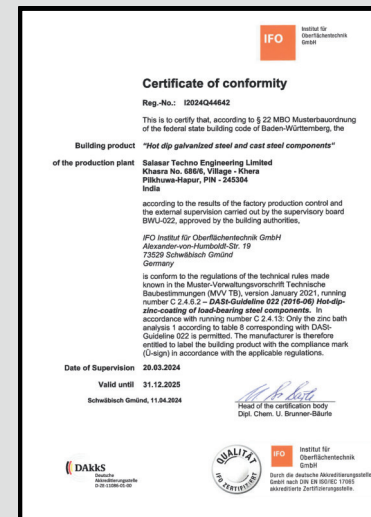 IFO
Institut für
Oberflächentechnik
GmbH
Certificate of conformity
Reg.-No.: I2024Q44642
This is to certify that, according to § 22 MBO Musterbauordnung
of the federal state building code of Baden-Württemberg, the
Building product "Hot dip galvanized steel and cast steel components"
of the production plant Salasar Techno Engineering Limited
Khasra No. 686/6, Village - Khera
Pilkhuwa-Hapur, PIN - 245304
India
according to the results of the factory production control and
the external supervision carried out by the supervisory board
BWU-022, approved by the building authorities,
IFO Institut für Oberflächentechnik GmbH
Alexander-von-Humboldt-Str. 19
73529 Schwäbisch Gmünd
Germany
is conform to the regulations of the technical rules made
known in the Muster-Verwaltungsvorschrift Technische
Baubestimmungen (MVV TB), version January 2021, running
number C 2.4.6.2 – DASt-Guideline 022 (2016-06) Hot-dip-
zinc-coating of load-bearing steel components. In
accordance with running number C 2.4.13: Only the zinc bath
analysis 1 according to table 8 corresponding with DASt-
Guideline 022 is permitted. The manufacturer is therefore
entitled to label the building product with the compliance mark
(Ü-sign) in accordance with the applicable regulations.
Date of Supervision 20.03.2024
Valid until 31.12.2025
Schwäbisch Gmünd, 11.04.2024
Head of the certification body
Dipl. Chem. U. Brunner-Bäurle
DAkkS
Deutsche
Akkreditierungsstelle
D-ZE-11086-01-00
QUALITÄT
IFO ZERTIFIZIERT
IFO
Institut für
Oberflächentechnik
GmbH
Durch die deutsche Akkreditierungsstelle
GmbH nach DIN EN ISO/IEC 17065
akkreditierte Zertifizierungsstelle.